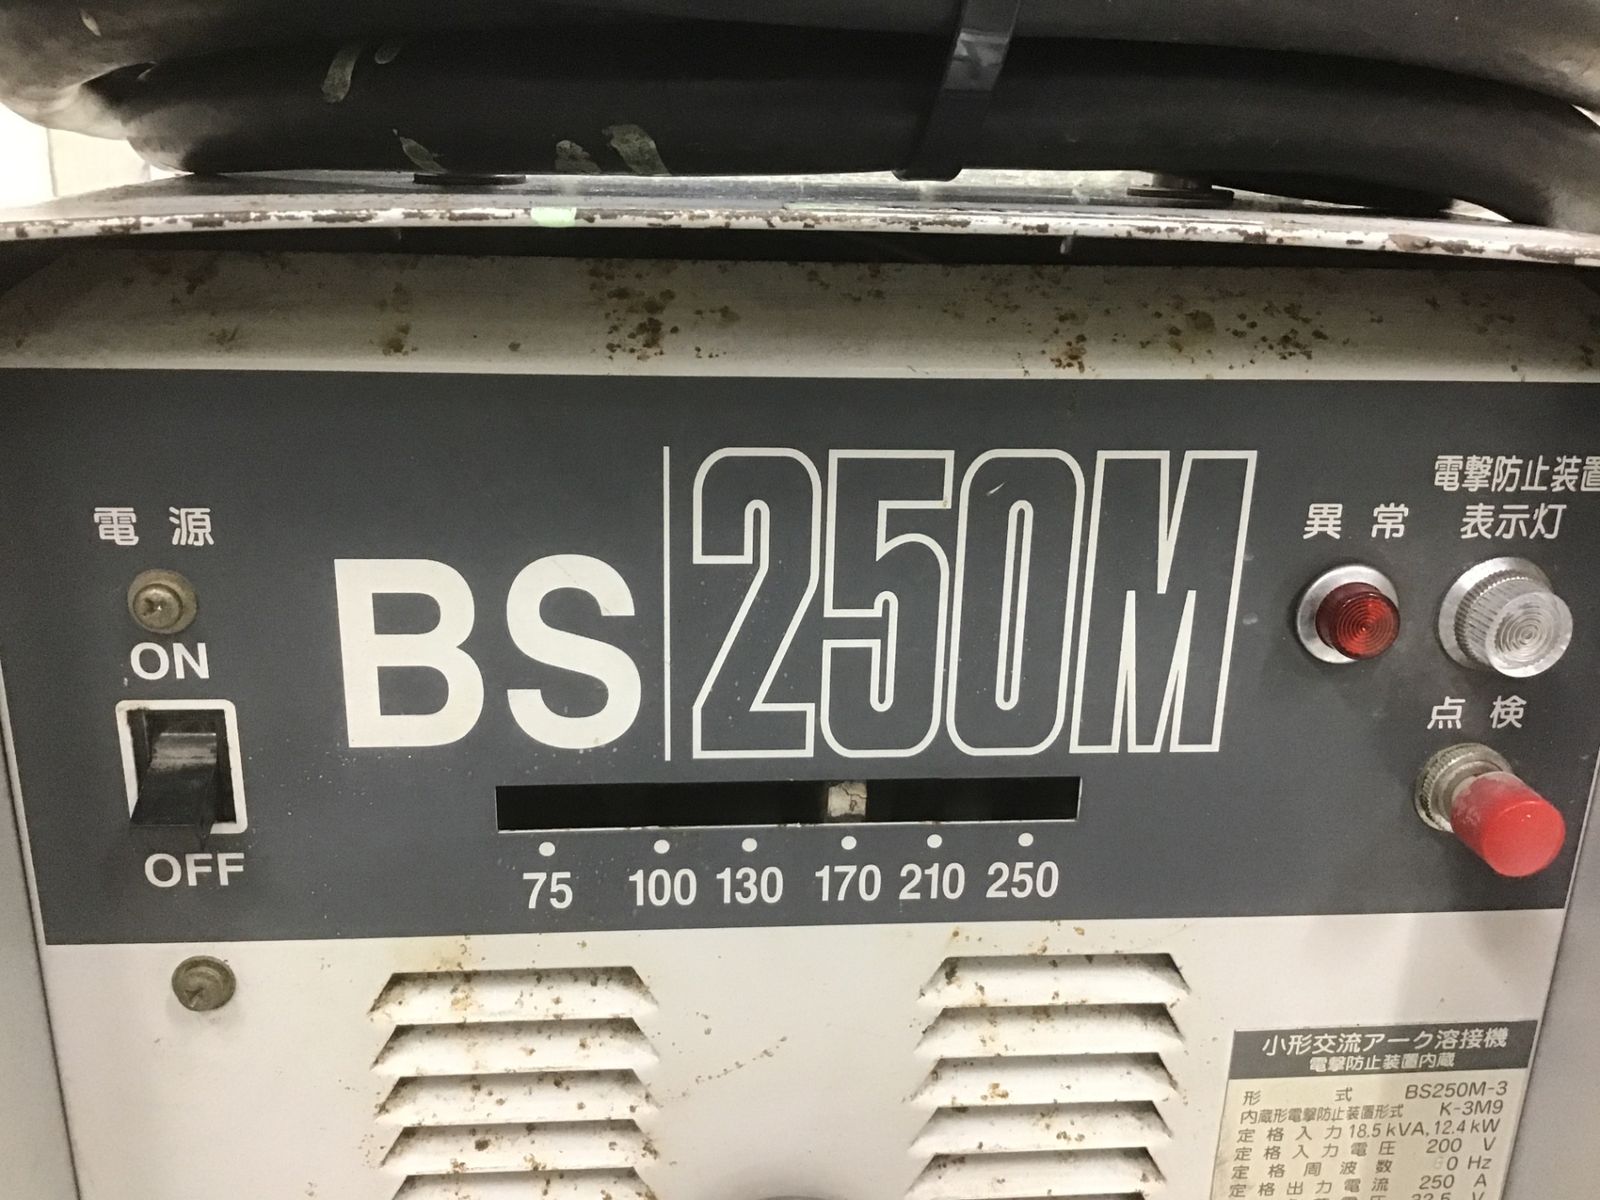 電撃防止装置
電源
異常
表示灯
ON
BS 250M
点検
OFF
75 100 130 170 210 250
小形交流アーク溶接機
電撃防止装置内蔵
形式 BS250M-3
内蔵形電撃防止装置形式 K-3M9
定格入力 18.5kVA, 12.4kW
定格入力電圧 200 V
定格周波数 0 Hz
定格出力電流 250 A
32.5 V